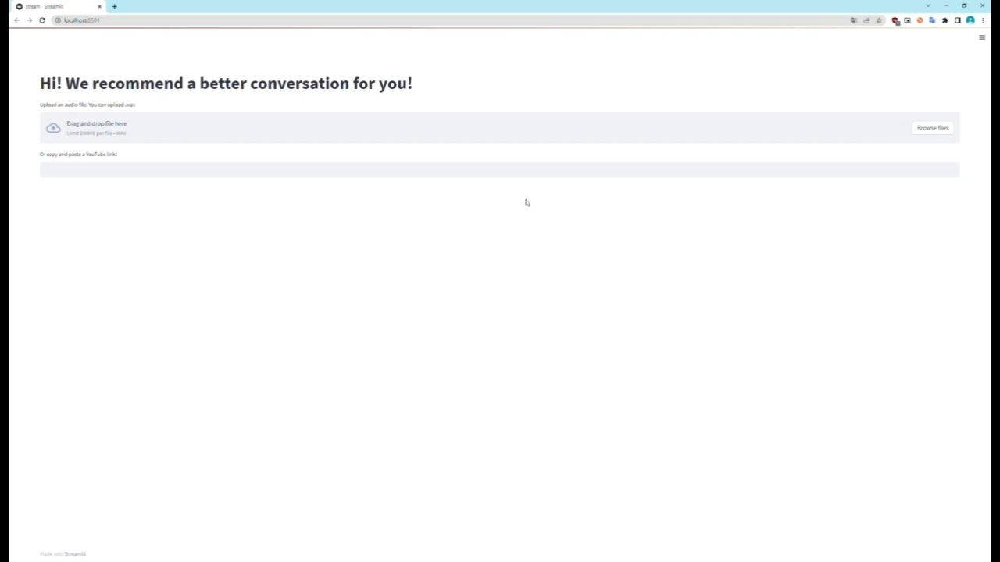 stream · Streamlit
localhost:8501
Hi! We recommend a better conversation for you!
Upload an audio file! You can upload .wav
Drag and drop file here
Limit 200MB per file • WAV
Browse files
Or copy and paste a YouTube link!
Made with Streamlit